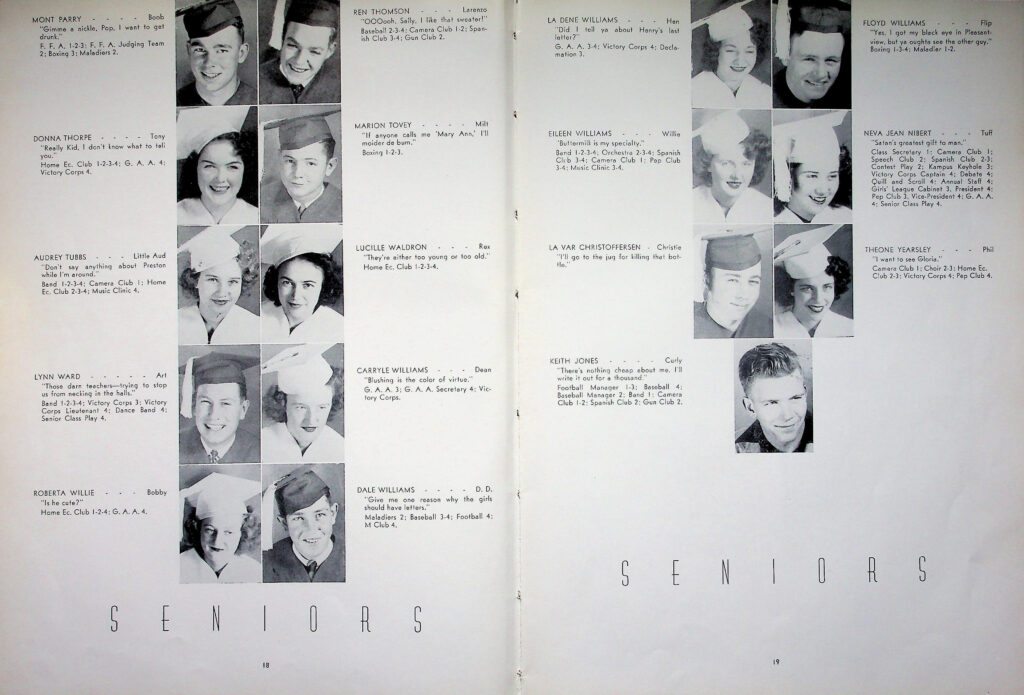 MONT PARRY - - - - Boob
"Gimme a nickle, Pop, I want to get
drunk."
F. F. A. 1-2-3; F. F. A. Judging Team
2; Boxing 3; Maladiers 2.
DONNA THORPE - - - - Tony
"Really Kid, I don't know what to tell
you."
Home Ec. Club 1-2-3-4; G. A. A. 4;
Victory Corps 4.
AUDREY TUBBS - - - Little Aud
"Don't say anything about Preston
while I'm around."
Band 1-2-3-4; Camera Club 1; Home
Ec. Club 2-3-4; Music Clinic 4.
LYNN WARD - - - - Art
"Those darn teachers—trying to stop
us from necking in the halls."
Band 1-2-3-4; Victory Corps 3; Victory
Corps Lieutenant 4; Dance Band 4;
Senior Class Play 4.
ROBERTA WILLIE - - - Bobby
"Is he cute?"
Home Ec. Club 1-2-4; G. A. A. 4.
REN THOMSON - - - - Larenzo
"OOOooh, Sally, I like that sweater!"
Baseball 2-3-4; Camera Club 1-2; Span-
ish Club 3-4; Gun Club 2.
MARION TOVEY - - - - Milt
"If anyone calls me 'Mary Ann,' I'll
moider de bum."
Boxing 1-2-3.
LUCILLE WALDRON - - - Rex
"They're either too young or too old."
Home Ec. Club 1-2-3-4.
CARRYLE WILLIAMS - - - Dean
"Blushing is the color of virtue."
G. A. A. 3; G. A. A. Secretary 4; Vic-
tory Corps.
DALE WILLIAMS - - - - D. D.
"Give me one reason why the girls
should have letters."
Maladiers 2; Baseball 3-4; Football 4;
M Club 4.
SENIORS
18
LA DENE WILLIAMS - - - Hen
"Did I tell ya about Henry's last
letter?"
G. A. A. 3-4; Victory Corps 4; Decla-
mation 3.
EILEEN WILLIAMS - - - Willie
'Buttermilk is my specialty."
Band 1-2-3-4; Orchestra 2-3-4; Spanish
Club 3-4; Camera Club 1; Pep Club
3-4; Music Clinic 3-4.
LA VAR CHRISTOFFERSEN - Christie
"I'll go to the jug for killing that bot-
tle."
KEITH JONES - - - - Curly
"There's nothing cheap about me. I'll
write it out for a thousand."
Football Manager 1-3; Baseball 4;
Baseball Manager 2; Band 1; Camera
Club 1-2; Spanish Club 2; Gun Club 2.
FLOYD WILLIAMS - - - - Flip
"Yes, I got my black eye in Pleasant-
view, but ya oughta see the other guy."
Boxing 1-3-4; Maladier 1-2.
NEVA JEAN NIBERT - - - Tuff
"Satan's greatest gift to man."
Class Secretary 1; Camera Club 1;
Speech Club 2; Spanish Club 2-3;
Contest Play 2; Kampus Keyhole 3;
Victory Corps Captain 4; Debate 4;
Quill and Scroll 4; Annual Staff 4;
Girls' League Cabinet 3, President 4;
Pep Club 3, Vice-President 4; G. A. A.
4; Senior Class Play 4.
THEONE YEARSLEY - - - Phil
"I want to see Gloria."
Camera Club 1; Choir 2-3; Home Ec.
Club 2-3; Victory Corps 4; Pep Club 4.
SENIORS
19